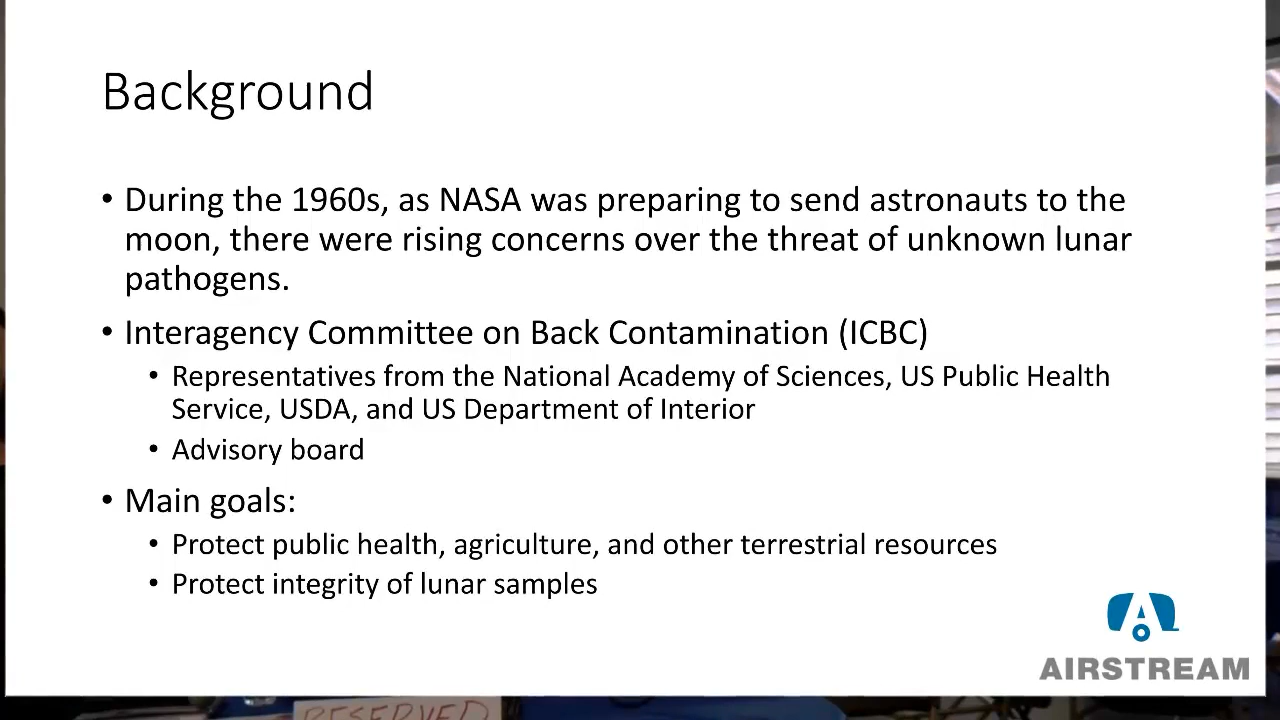 Background
• During the 1960s, as NASA was preparing to send astronauts to the
moon, there were rising concerns over the threat of unknown lunar
pathogens.
• Interagency Committee on Back Contamination (ICBC)
• Representatives from the National Academy of Sciences, US Public Health
Service, USDA, and US Department of Interior
• Advisory board
• Main goals:
• Protect public health, agriculture, and other terrestrial resources
• Protect integrity of lunar samples
A
AIRSTREAM
RESERVED